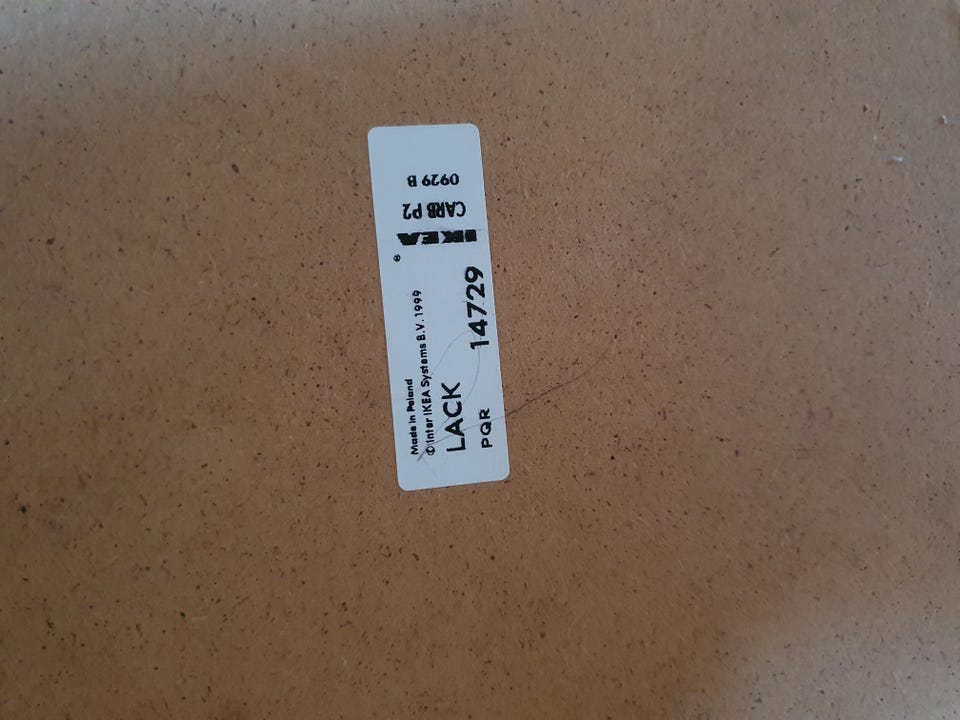 Made in Poland
© Inter IKEA Systems B.V. 1999
LACK
PQR 14729
®
IKEA
CARB P2
0929 B